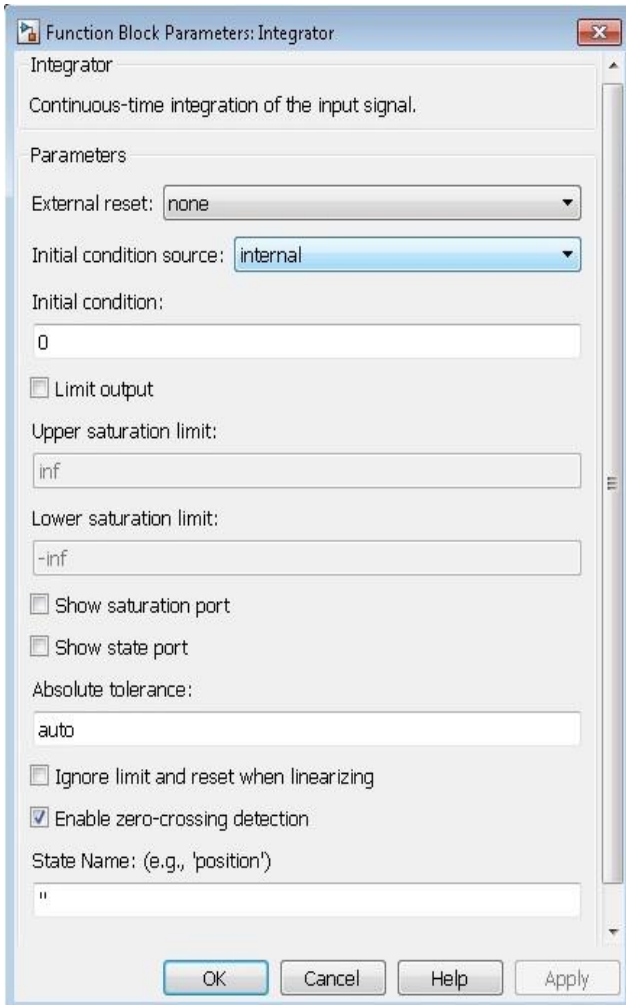 Function Block Parameters: Integrator
Integrator
Continuous-time integration of the input signal.
Parameters
External reset: none
Initial condition source: internal
Initial condition:
0
Limit output
Upper saturation limit:
inf
Lower saturation limit:
-inf
Show saturation port
Show state port
Absolute tolerance:
auto
Ignore limit and reset when linearizing
Enable zero-crossing detection
State Name: (e.g., 'position')
''
OK Cancel Help Apply